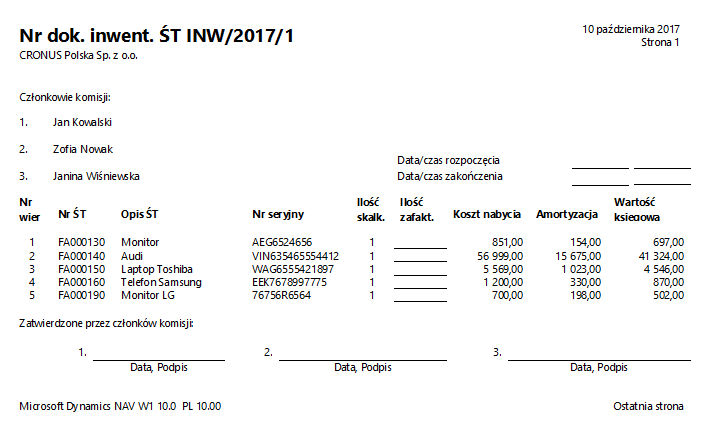 Nr dok. inwent. ŚT INW/2017/1
10 października 2017
CRONUS Polska Sp. z o.o.
Strona 1
Członkowie komisji:
1. Jan Kowalski
2. Zofia Nowak
Data/czas rozpoczęcia
3. Janina Wiśniewska
Data/czas zakończenia
Nr wier Nr ŚT Opis ŚT Nr seryjny Ilość skalk. Ilość zafakt. Koszt nabycia Amortyzacja Wartość księgowa
1 FA000130 Monitor AEG6524656 1 851,00 154,00 697,00
2 FA000140 Audi VIN635465554412 1 56 999,00 15 675,00 41 324,00
3 FA000150 Laptop Toshiba WAG6555421897 1 5 569,00 1 023,00 4 546,00
4 FA000160 Telefon Samsung EEK7678997775 1 1 200,00 330,00 870,00
5 FA000190 Monitor LG 76756R6564 1 700,00 198,00 502,00
Zatwierdzone przez członków komisji:
1. 2. 3.
Data, Podpis Data, Podpis Data, Podpis
Microsoft Dynamics NAV W1 10.0 PL 10.00
Ostatnia strona